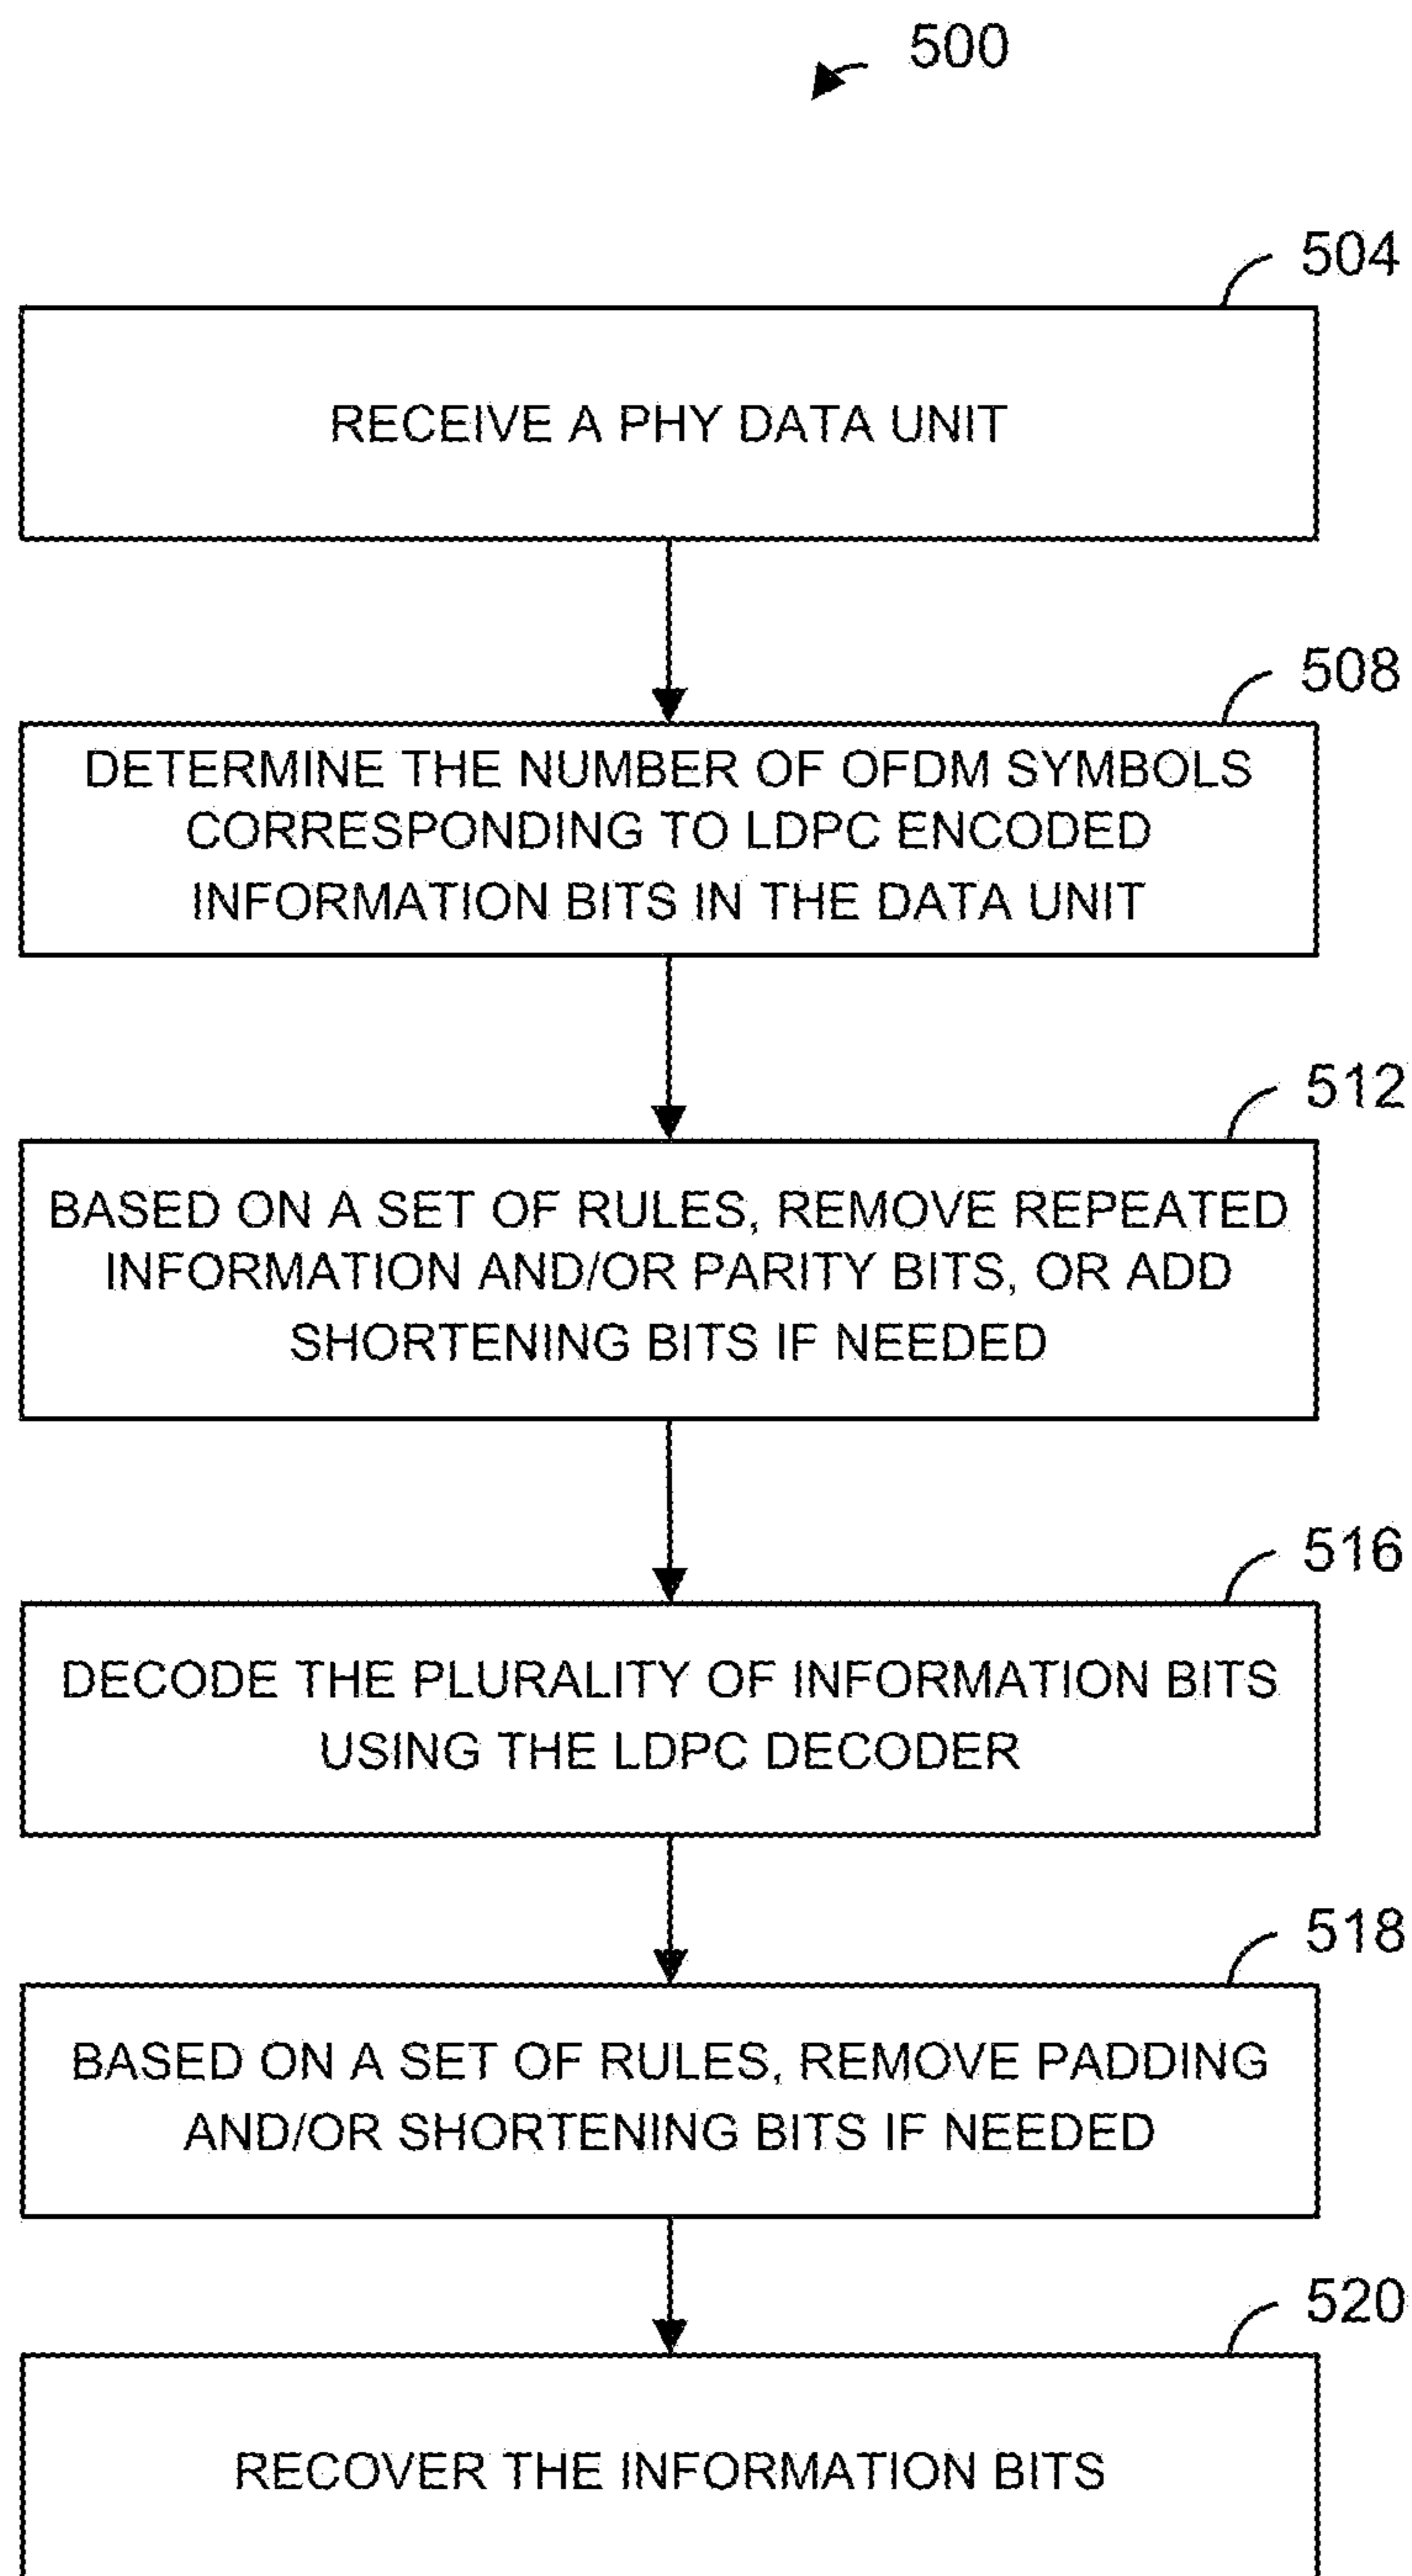 500
504
RECEIVE A PHY DATA UNIT
508
DETERMINE THE NUMBER OF OFDM SYMBOLS
CORRESPONDING TO LDPC ENCODED
INFORMATION BITS IN THE DATA UNIT
512
BASED ON A SET OF RULES, REMOVE REPEATED
INFORMATION AND/OR PARITY BITS, OR ADD
SHORTENING BITS IF NEEDED
516
DECODE THE PLURALITY OF INFORMATION BITS
USING THE LDPC DECODER
518
BASED ON A SET OF RULES, REMOVE PADDING
AND/OR SHORTENING BITS IF NEEDED
520
RECOVER THE INFORMATION BITS